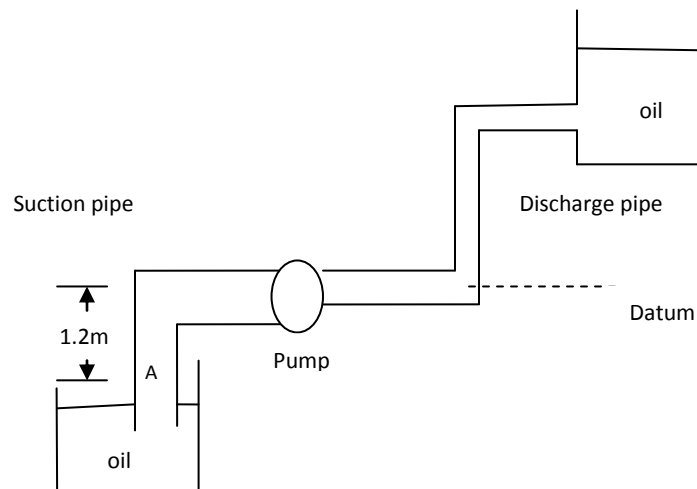 oil
Suction pipe
Discharge pipe
Datum
1.2m
Pump
A
oil